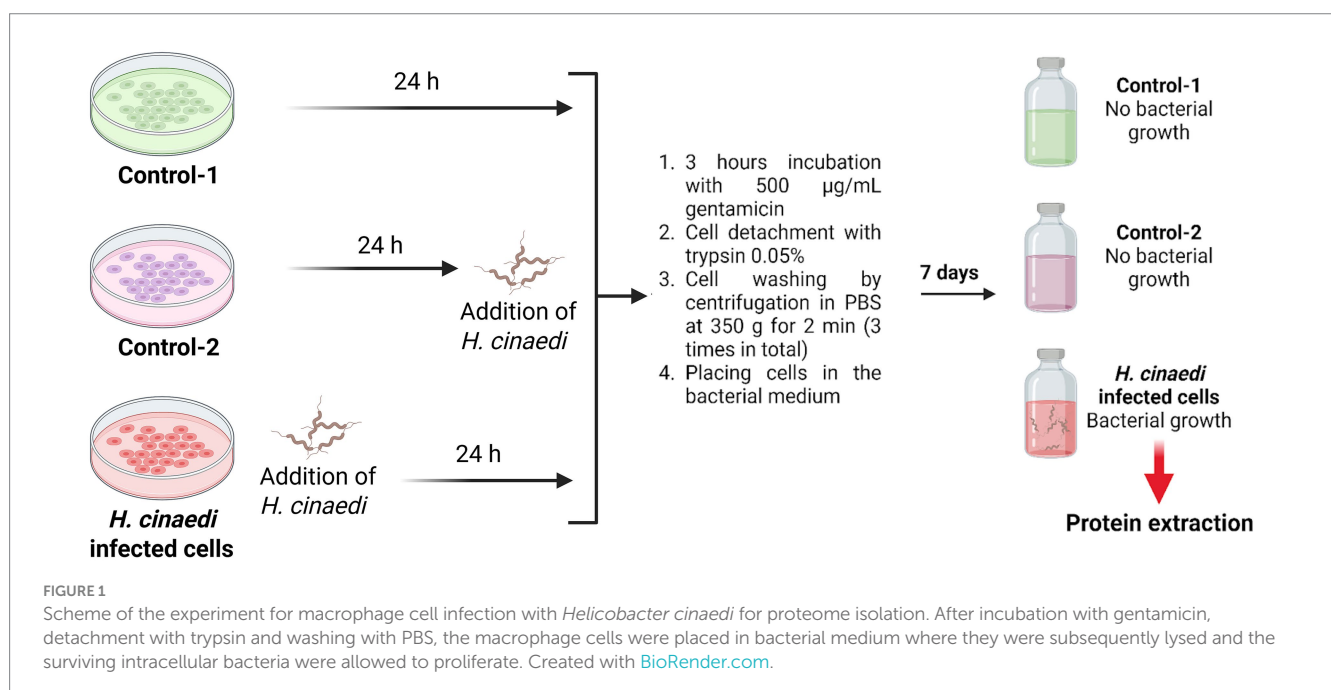 24 h
Control-1
24 h
Addition of
H. cinaedi
Control-2
Addition of
H. cinaedi
24 h
H. cinaedi
infected cells
1. 3 hours incubation
with 500 µg/mL
gentamicin
2. Cell detachment with
trypsin 0.05%
3. Cell washing by
centrifugation in PBS
at 350 g for 2 min (3
times in total)
4. Placing cells in the
bacterial medium
7 days
Control-1
No bacterial
growth
Control-2
No bacterial
growth
H. cinaedi
infected cells
Bacterial growth
Protein extraction
FIGURE 1
Scheme of the experiment for macrophage cell infection with Helicobacter cinaedi for proteome isolation. After incubation with gentamicin,
detachment with trypsin and washing with PBS, the macrophage cells were placed in bacterial medium where they were subsequently lysed and the
surviving intracellular bacteria were allowed to proliferate. Created with BioRender.com.